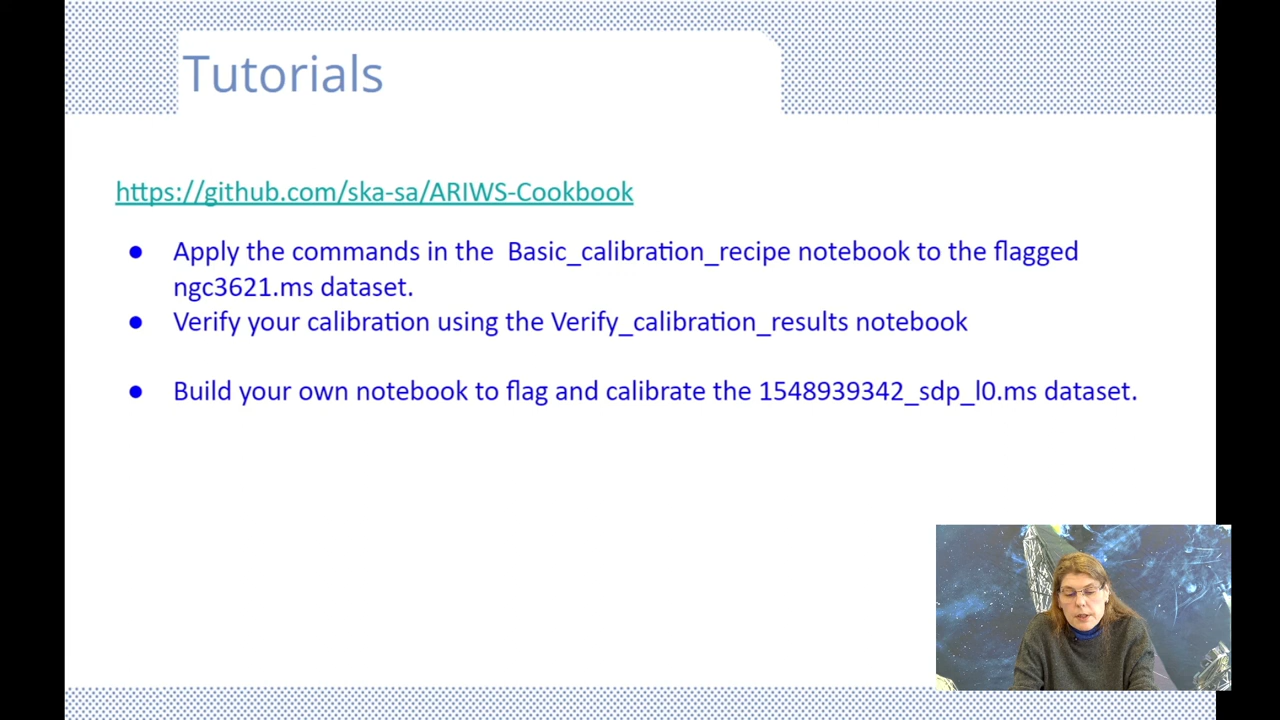 Tutorials
https://github.com/ska-sa/ARIWS-Cookbook
● Apply the commands in the Basic_calibration_recipe notebook to the flagged
ngc3621.ms dataset.
● Verify your calibration using the Verify_calibration_results notebook
● Build your own notebook to flag and calibrate the 1548939342_sdp_l0.ms dataset.